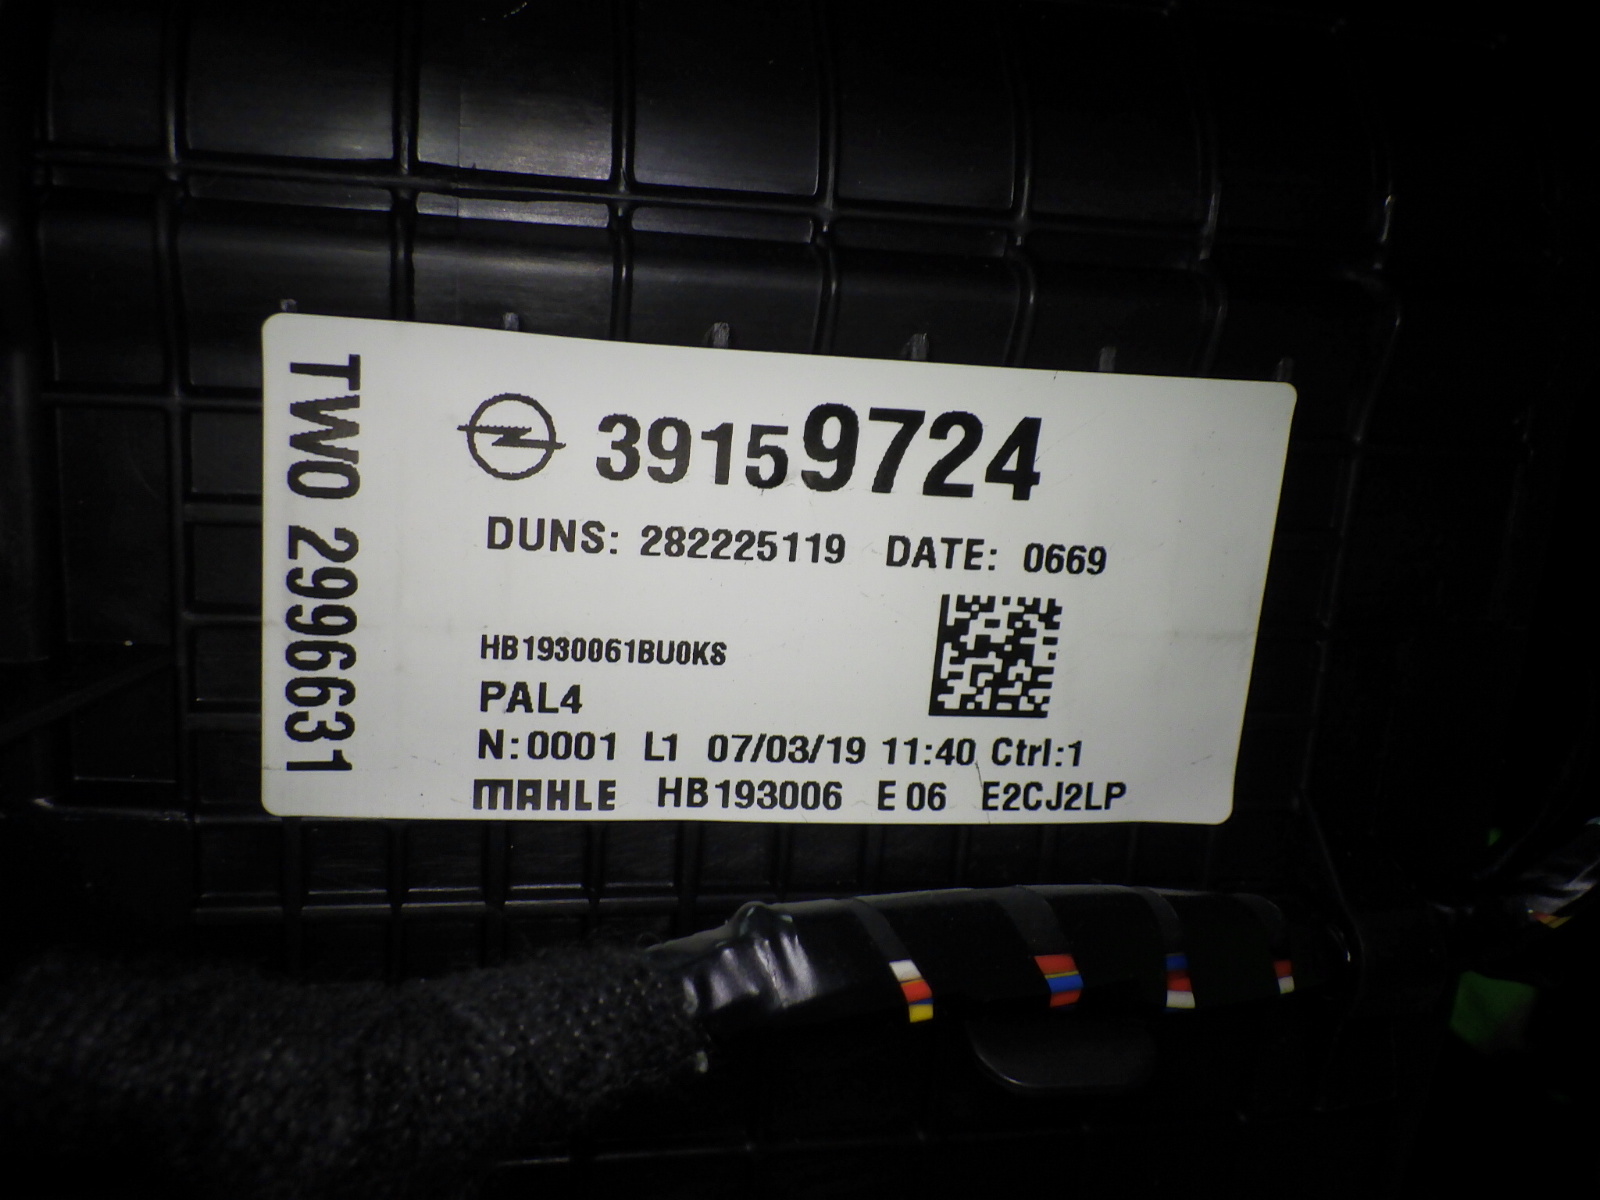 TWO 2996631
39159724
DUNS: 282225119 DATE: 0669
HB1930061BU0KS
PAL4
N:0001 L1 07/03/19 11:40 Ctrl:1
MAHLE HB193006 E 06 E2CJ2LP